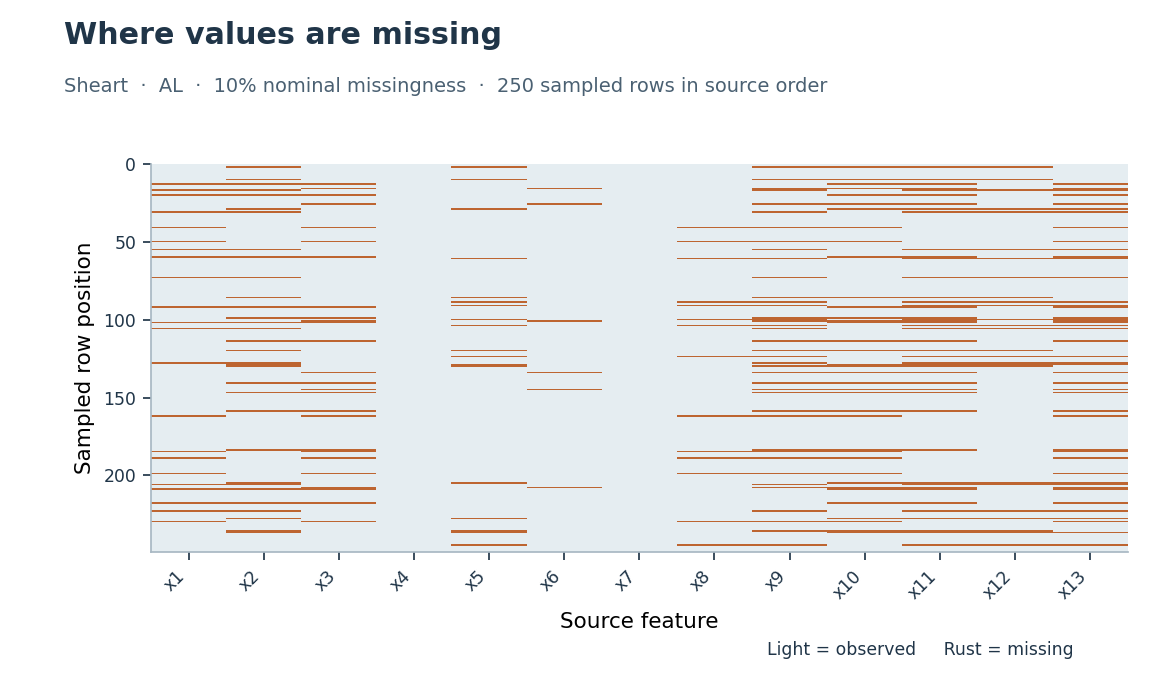 Where values are missing
Sheart · AL · 10% nominal missingness · 250 sampled rows in source order
0
50
100
150
200
Sampled row position
x1 x2 x3 x4 x5 x6 x7 x8 x9 x10 x11 x12 x13
Source feature
Light = observed Rust = missing